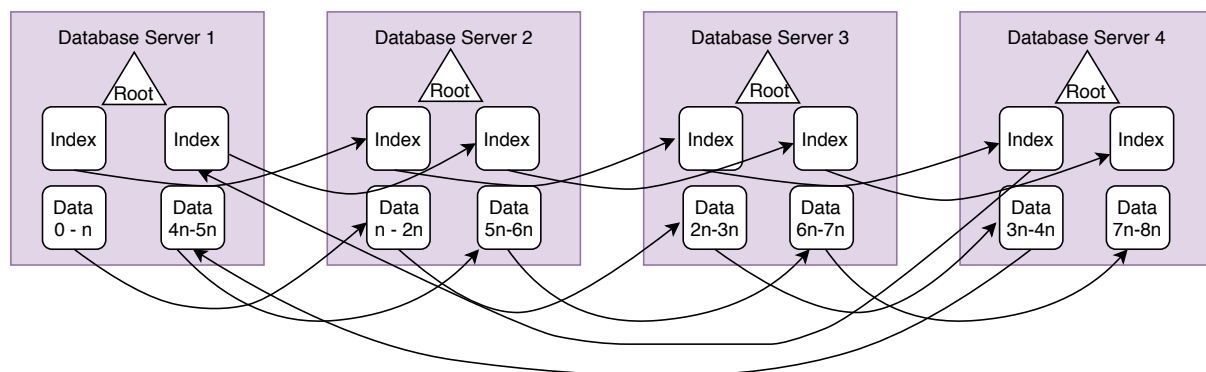 Database Server 1
Root
Index
Index
Data
0 - n
Data
4n-5n
Database Server 2
Root
Index
Index
Data
n - 2n
Data
5n-6n
Database Server 3
Root
Index
Index
Data
2n-3n
Data
6n-7n
Database Server 4
Root
Index
Index
Data
3n-4n
Data
7n-8n